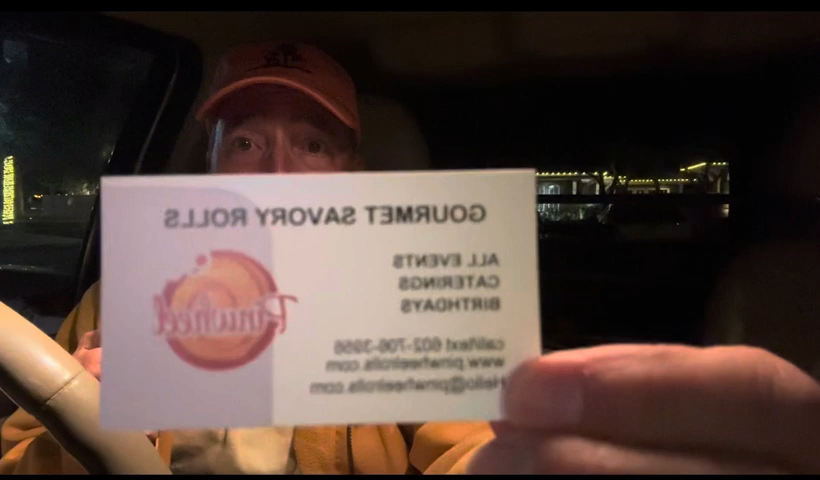 GOURMET SAVORY ROLLS
ALL EVENTS
CATERINGS
BIRTHDAYS
Pinwheel
call/text 602-706-3956
www.pinwheelrolls.com
Hello@pinwheelrolls.com